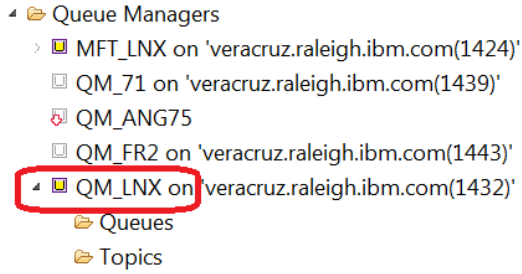 Queue Managers
MFT_LNX on 'veracruz.raleigh.ibm.com(1424)'
QM_71 on 'veracruz.raleigh.ibm.com(1439)'
QM_ANG75
QM_FR2 on 'veracruz.raleigh.ibm.com(1443)'
QM_LNX on 'veracruz.raleigh.ibm.com(1432)'
Queues
Topics